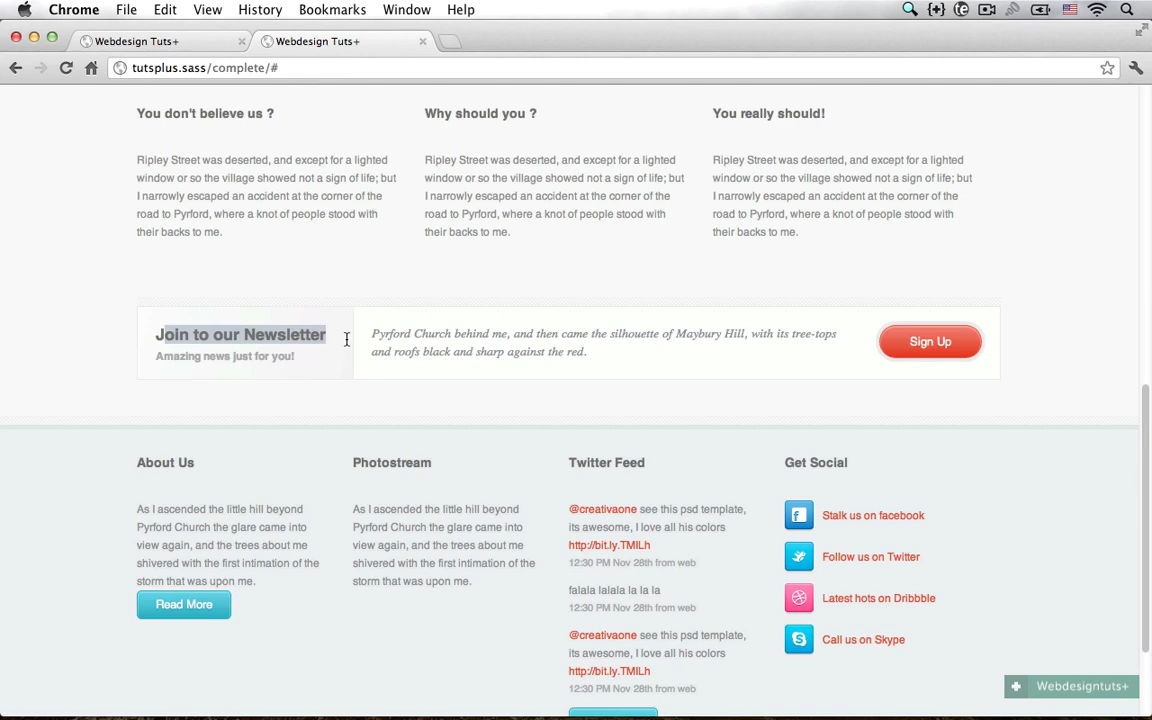 Chrome File Edit View History Bookmarks Window Help
Webdesign Tuts+
Webdesign Tuts+
tutsplus.sass/complete/#
You don't believe us ?
Ripley Street was deserted, and except for a lighted
window or so the village showed not a sign of life; but
I narrowly escaped an accident at the corner of the
road to Pyrford, where a knot of people stood with
their backs to me.
Why should you ?
Ripley Street was deserted, and except for a lighted
window or so the village showed not a sign of life; but
I narrowly escaped an accident at the corner of the
road to Pyrford, where a knot of people stood with
their backs to me.
You really should!
Ripley Street was deserted, and except for a lighted
window or so the village showed not a sign of life; but
I narrowly escaped an accident at the corner of the
road to Pyrford, where a knot of people stood with
their backs to me.
Join to our Newsletter
Amazing news just for you!
Pyrford Church behind me, and then came the silhouette of Maybury Hill, with its tree-tops
and roofs black and sharp against the red.
Sign Up
About Us
As I ascended the little hill beyond
Pyrford Church the glare came into
view again, and the trees about me
shivered with the first intimation of the
storm that was upon me.
Read More
Photostream
As I ascended the little hill beyond
Pyrford Church the glare came into
view again, and the trees about me
shivered with the first intimation of the
storm that was upon me.
Twitter Feed
@creativaone see this psd template,
its awesome, I love all his colors
http://bit.ly.TMILh
12:30 PM Nov 28th from web
falala lalala la la la
12:30 PM Nov 28th from web
@creativaone see this psd template,
its awesome, I love all his colors
http://bit.ly.TMILh
12:30 PM Nov 28th from web
Get Social
Stalk us on facebook
Follow us on Twitter
Latest hots on Dribbble
Call us on Skype
Webdesigntuts+